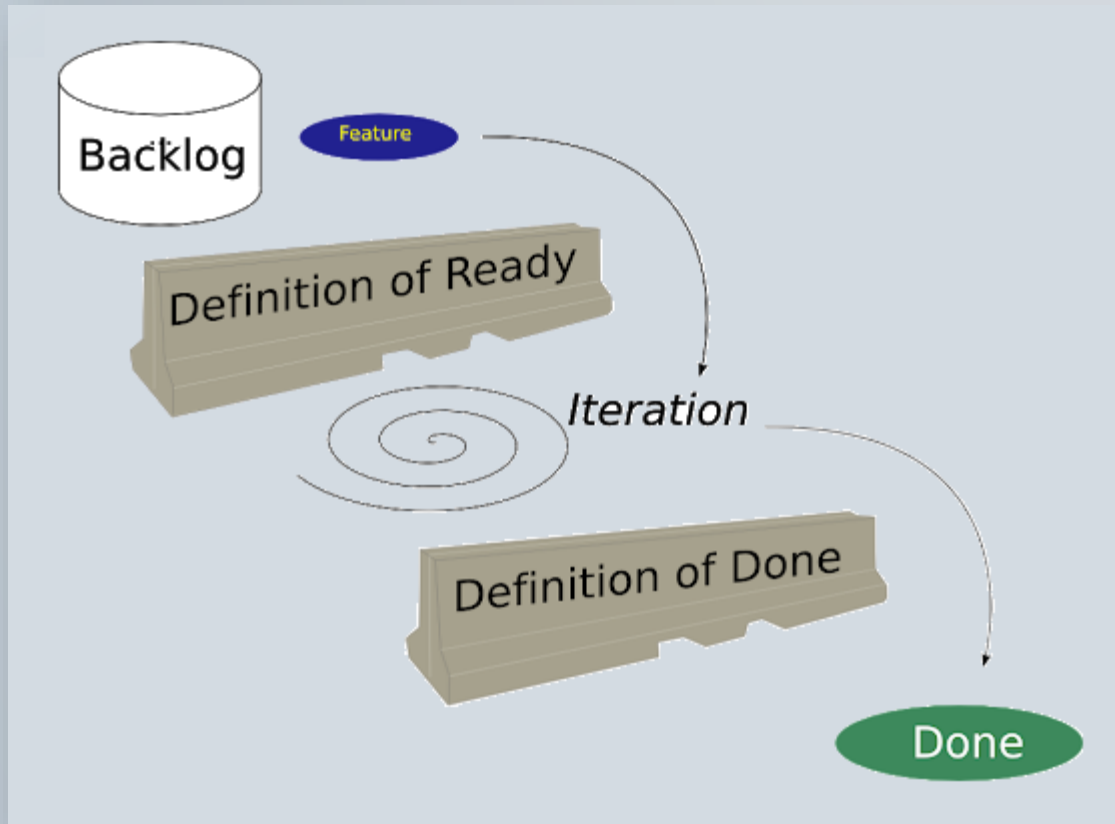 Backlog
Feature
Definition of Ready
Iteration
Definition of Done
Done